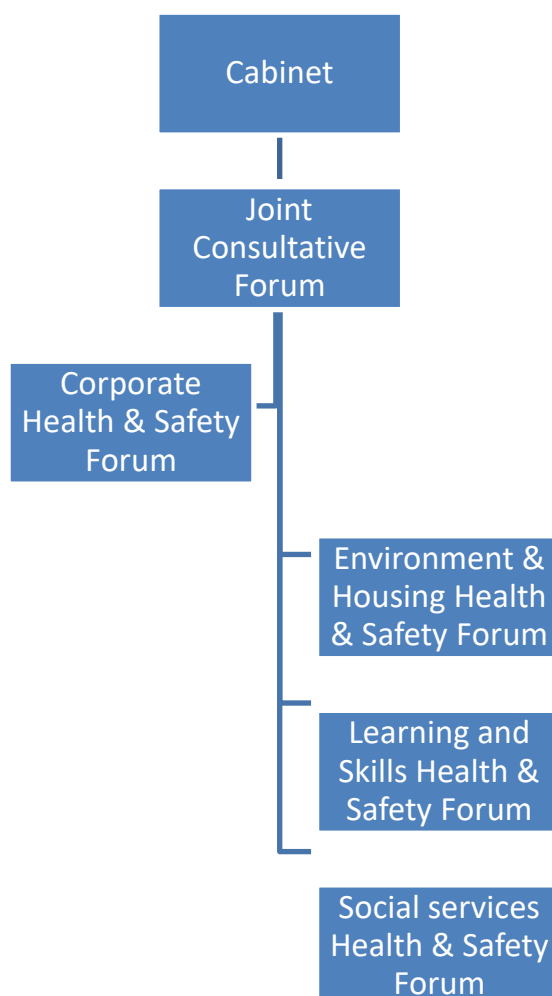 Cabinet
Joint
Consultative
Forum
Corporate
Health & Safety
Forum
Environment &
Housing Health
& Safety Forum
Learning and
Skills Health &
Safety Forum
Social services
Health & Safety
Forum